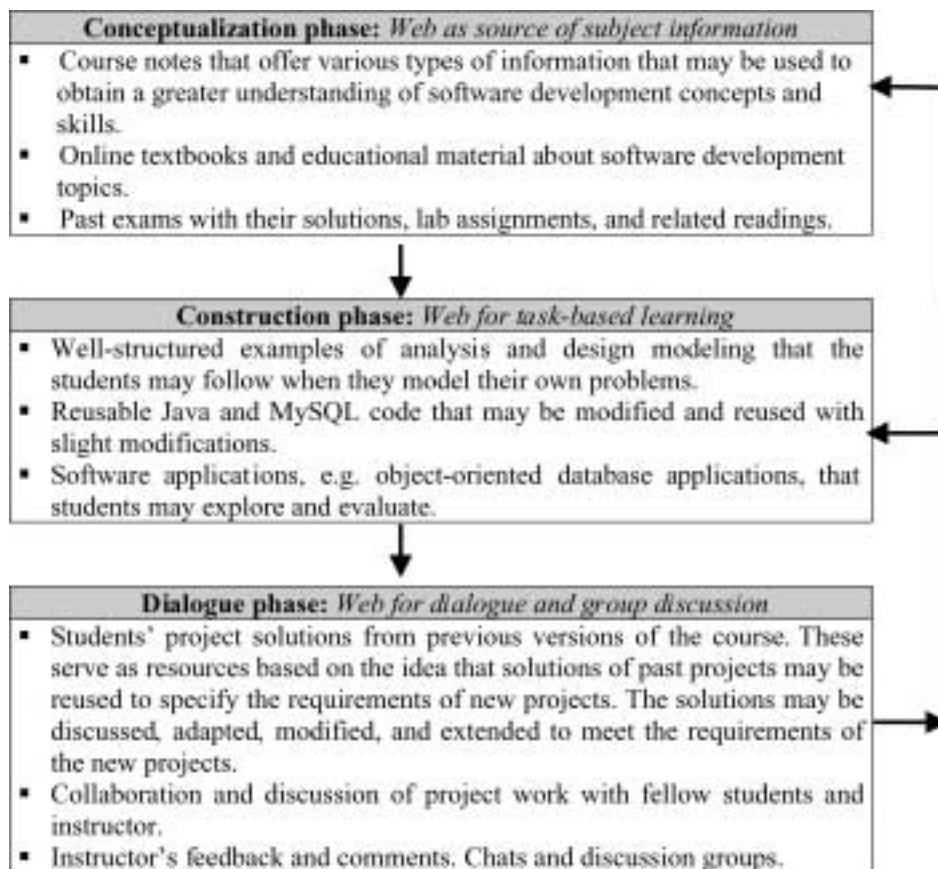 Conceptualization phase: Web as source of subject information
▪ Course notes that offer various types of information that may be used to
obtain a greater understanding of software development concepts and
skills.
▪ Online textbooks and educational material about software development
topics.
▪ Past exams with their solutions, lab assignments, and related readings.
Construction phase: Web for task-based learning
▪ Well-structured examples of analysis and design modeling that the
students may follow when they model their own problems.
▪ Reusable Java and MySQL code that may be modified and reused with
slight modifications.
▪ Software applications, e.g. object-oriented database applications, that
students may explore and evaluate.
Dialogue phase: Web for dialogue and group discussion
▪ Students' project solutions from previous versions of the course. These
serve as resources based on the idea that solutions of past projects may be
reused to specify the requirements of new projects. The solutions may be
discussed, adapted, modified, and extended to meet the requirements of
the new projects.
▪ Collaboration and discussion of project work with fellow students and
instructor.
▪ Instructor's feedback and comments. Chats and discussion groups.